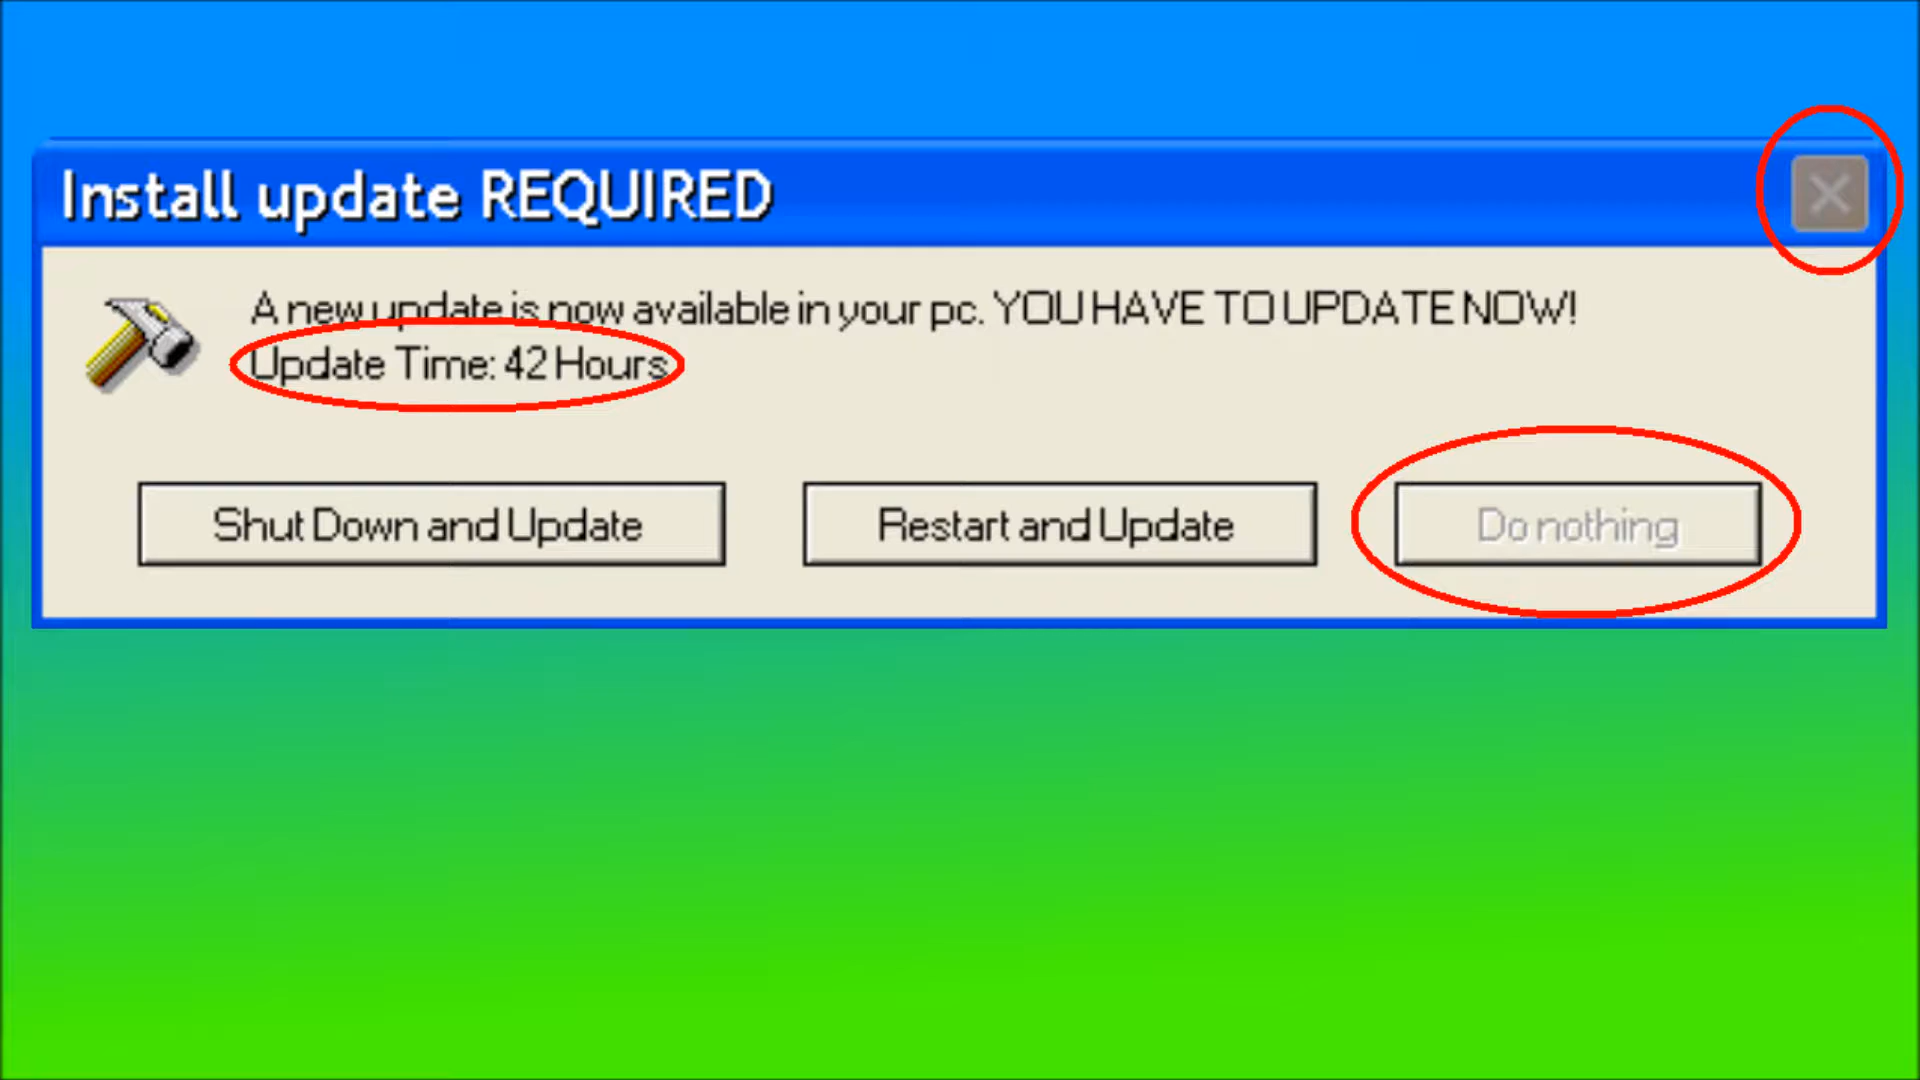 Install update REQUIRED
A new update is now available in your pc. YOU HAVE TO UPDATE NOW!
Update Time: 42 Hours
Shut Down and Update
Restart and Update
Do nothing